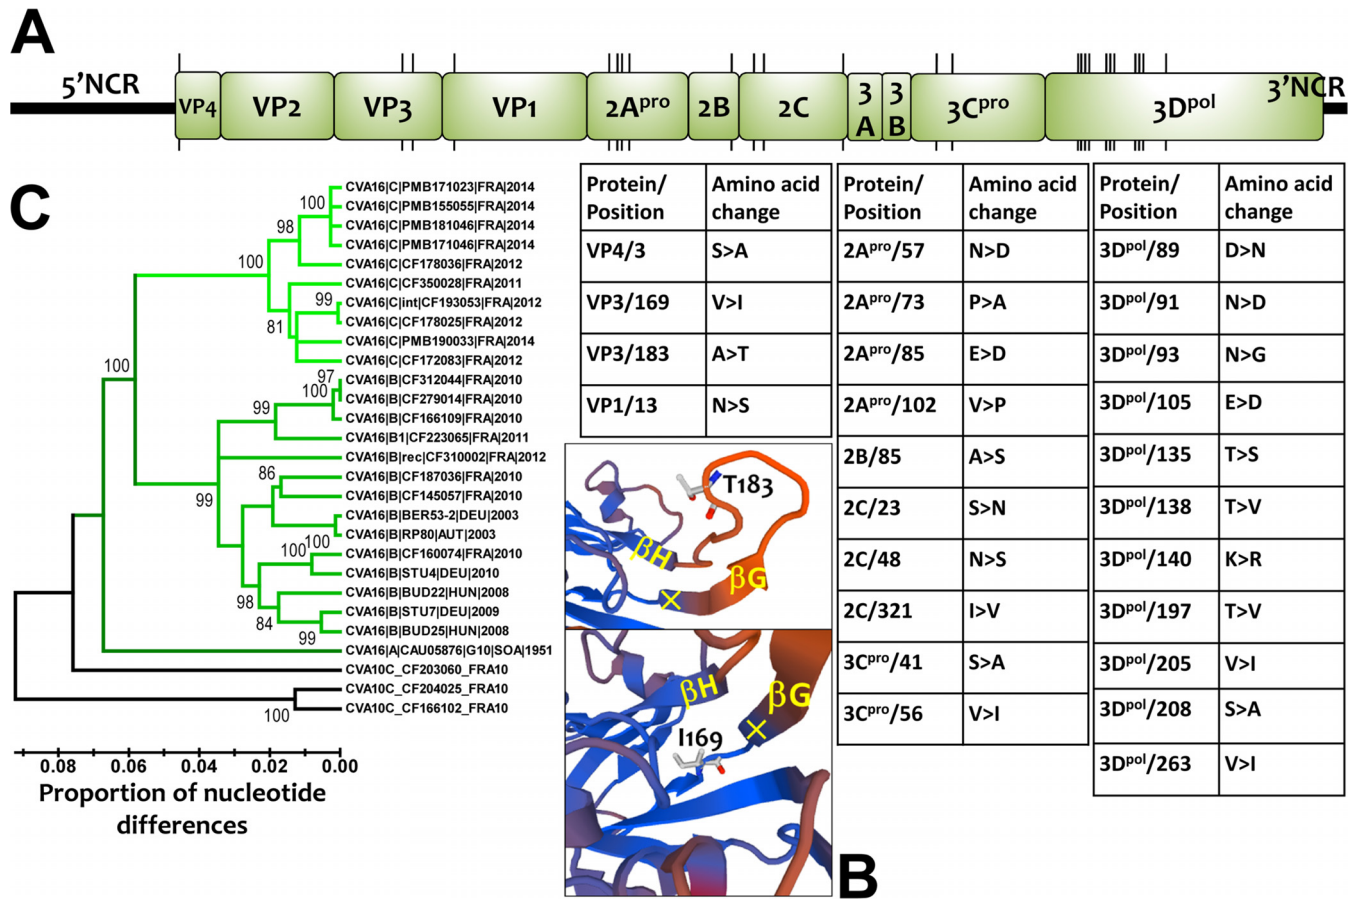 A
5'NCR
VP4
VP2
VP3
VP1
2Apro
2B
2C
3
A
3
B
3Cpro
3Dpol
3'NCR
Protein/
Position
Amino acid
change
VP4/3 S>A
VP3/169 V>I
VP3/183 A>T
VP1/13 N>S
Protein/
Position
Amino acid
change
2Apro/57 N>D
2Apro/73 P>A
2Apro/85 E>D
2Apro/102 V>P
2B/85 A>S
2C/23 S>N
2C/48 N>S
2C/321 I>V
3Cpro/41 S>A
3Cpro/56 V>I
Protein/
Position
Amino acid
change
3Dpol/89 D>N
3Dpol/91 N>D
3Dpol/93 N>G
3Dpol/105 E>D
3Dpol/135 T>S
3Dpol/138 T>V
3Dpol/140 K>R
3Dpol/197 T>V
3Dpol/205 V>I
3Dpol/208 S>A
3Dpol/263 V>I
C
CVA16|C|PMB171023|FRA|2014
CVA16|C|PMB155055|FRA|2014
CVA16|C|PMB181046|FRA|2014
CVA16|C|PMB171046|FRA|2014
CVA16|C|CF178036|FRA|2012
CVA16|C|CF350028|FRA|2011
CVA16|C|int|CF193053|FRA|2012
CVA16|C|CF178025|FRA|2012
CVA16|C|PMB190033|FRA|2014
CVA16|C|CF172083|FRA|2012
CVA16|B|CF312044|FRA|2010
CVA16|B|CF279014|FRA|2010
CVA16|B|CF166109|FRA|2010
CVA16|B1|CF223065|FRA|2011
CVA16|B|rec|CF310002|FRA|2012
CVA16|B|CF187036|FRA|2010
CVA16|B|CF145057|FRA|2010
CVA16|B|BER53-2|DEU|2003
CVA16|B|RP80|AUT|2003
CVA16|B|CF160074|FRA|2010
CVA16|B|STU4|DEU|2010
CVA16|B|BUD22|HUN|2008
CVA16|B|STU7|DEU|2009
CVA16|B|BUD25|HUN|2008
CVA16|A|CAU05876|G10|SOA|1951
CVA10C_CF203060_FRA10
CVA10C_CF204025_FRA10
CVA10C_CF166102_FRA10
100
98
100
99
81
100
97
100
99
86
99
100
100
98
84
99
100
0.08 0.06 0.04 0.02 0.00
Proportion of nucleotide
differences
T183
βH
βG
X
βH
βG
X
I169
B